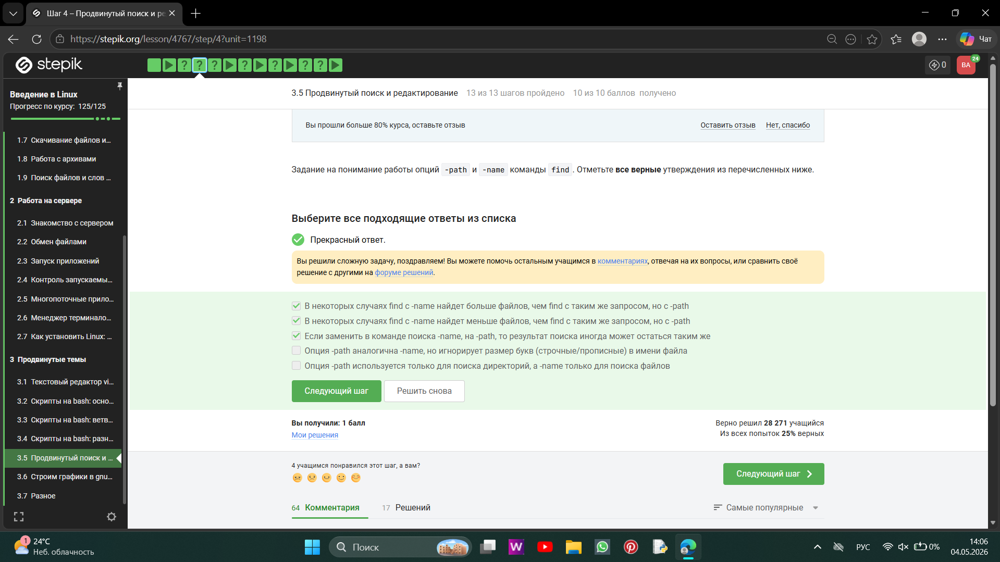 Шаг 4 – Продвинутый поиск и ре
https://stepik.org/lesson/4767/step/4?unit=1198
Чат
stepik
0
ВА
24
Введение в Linux
Прогресс по курсу: 125/125
1.7 Скачивание файлов и...
1.8 Работа с архивами
1.9 Поиск файлов и слов ...
2 Работа на сервере
2.1 Знакомство с сервером
2.2 Обмен файлами
2.3 Запуск приложений
2.4 Контроль запускаемы...
2.5 Многопоточные прило...
2.6 Менеджер терминало...
2.7 Как установить Linux: ...
3 Продвинутые темы
3.1 Текстовый редактор vi...
3.2 Скрипты на bash: осно...
3.3 Скрипты на bash: ветв...
3.4 Скрипты на bash: разн...
3.5 Продвинутый поиск и ...
3.6 Строим графики в gnu...
3.7 Разное
3.5 Продвинутый поиск и редактирование 13 из 13 шагов пройдено 10 из 10 баллов получено
Вы прошли больше 80% курса, оставьте отзыв Оставить отзыв Нет, спасибо
Задание на понимание работы опций -path и -name команды find. Отметьте все верные утверждения из перечисленных ниже.
Выберите все подходящие ответы из списка
Прекрасный ответ.
Вы решили сложную задачу, поздравляем! Вы можете помочь остальным учащимся в комментариях, отвечая на их вопросы, или сравнить своё
решение с другими на форуме решений.
В некоторых случаях find с -name найдет больше файлов, чем find с таким же запросом, но с -path
В некоторых случаях find с -name найдет меньше файлов, чем find с таким же запросом, но с -path
Если заменить в команде поиска -name, на -path, то результат поиска иногда может остаться таким же
Опция -path аналогична -name, но игнорирует размер букв (строчные/прописные) в имени файла
Опция -path используется только для поиска директорий, а -name только для поиска файлов
Следующий шаг Решить снова
Вы получили: 1 балл
Мои решения
Верно решил 28 271 учащийся
Из всех попыток 25% верных
4 учащимся понравился этот шаг, а вам?
Следующий шаг
64 Комментария 17 Решений Самые популярные
1
24°C
Неб. облачность
Поиск
W
РУС
0%
14:06
04.05.2026